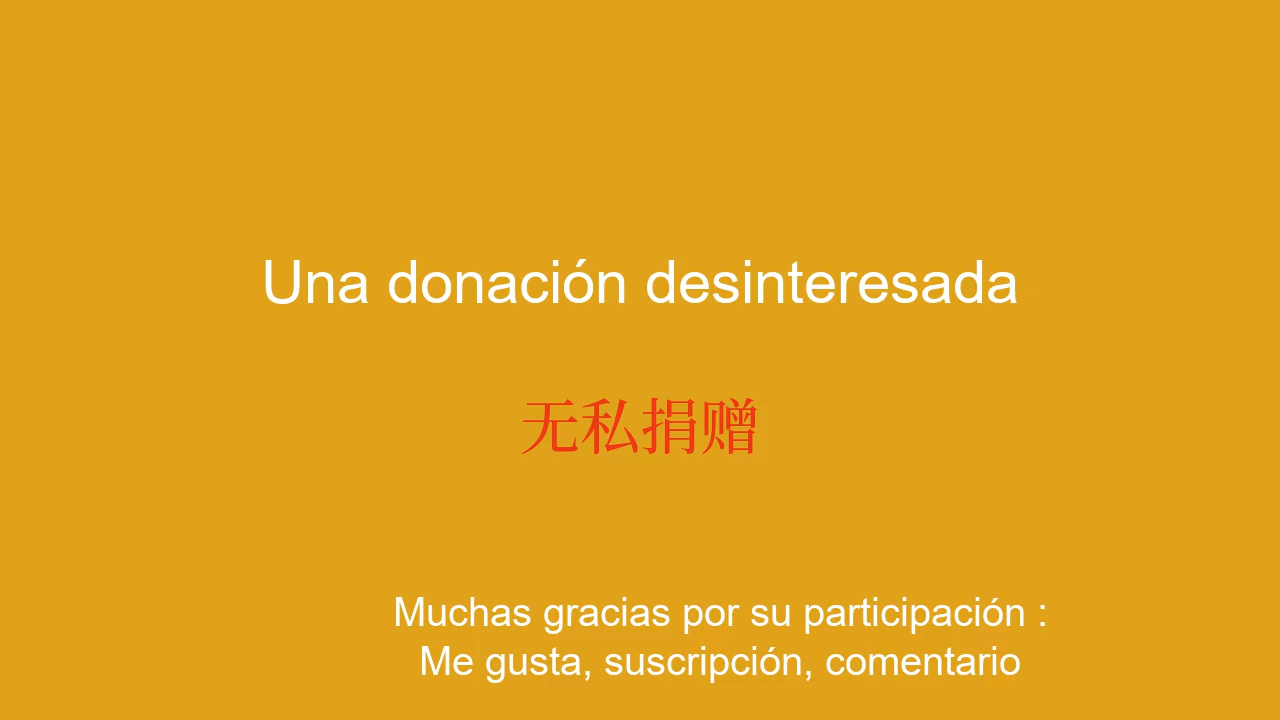 Una donación desinteresada
无私捐赠
Muchas gracias por su participación :
Me gusta, suscripción, comentario